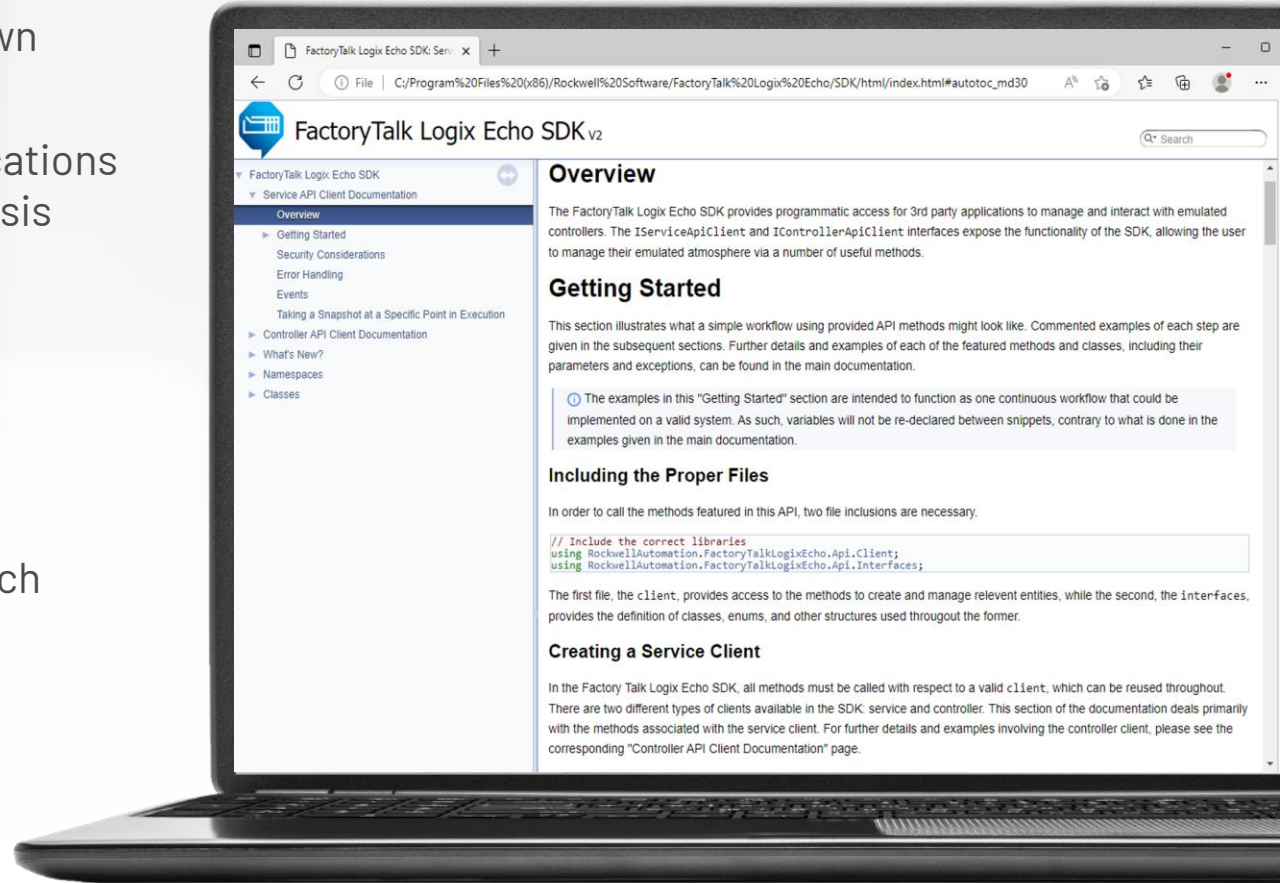 wn
cations
sis
ch
FactoryTalk Logix Echo SDK: Serv
File | C:/Program%20Files%20(x86)/Rockwell%20Software/FactoryTalk%20Logix%20Echo/SDK/html/index.html#autotoc_md30
FactoryTalk Logix Echo SDK V2
Search
FactoryTalk Logix Echo SDK
Service API Client Documentation
Overview
Getting Started
Security Considerations
Error Handling
Events
Taking a Snapshot at a Specific Point in Execution
Controller API Client Documentation
What's New?
Namespaces
Classes
Overview
The FactoryTalk Logix Echo SDK provides programmatic access for 3rd party applications to manage and interact with emulated
controllers. The IServiceApiClient and IControllerApiClient interfaces expose the functionality of the SDK, allowing the user
to manage their emulated atmosphere via a number of useful methods.
Getting Started
This section illustrates what a simple workflow using provided API methods might look like. Commented examples of each step are
given in the subsequent sections. Further details and examples of each of the featured methods and classes, including their
parameters and exceptions, can be found in the main documentation.
The examples in this "Getting Started" section are intended to function as one continuous workflow that could be
implemented on a valid system. As such, variables will not be re-declared between snippets, contrary to what is done in the
examples given in the main documentation.
Including the Proper Files
In order to call the methods featured in this API, two file inclusions are necessary.
// Include the correct libraries
using RockwellAutomation.FactoryTalkLogixEcho.Api.Client;
using RockwellAutomation.FactoryTalkLogixEcho.Api.Interfaces;
The first file, the client, provides access to the methods to create and manage relevent entities, while the second, the interfaces,
provides the definition of classes, enums, and other structures used througout the former.
Creating a Service Client
In the Factory Talk Logix Echo SDK, all methods must be called with respect to a valid client, which can be reused throughout.
There are two different types of clients available in the SDK: service and controller. This section of the documentation deals primarily
with the methods associated with the service client. For further details and examples involving the controller client, please see the
corresponding "Controller API Client Documentation" page.